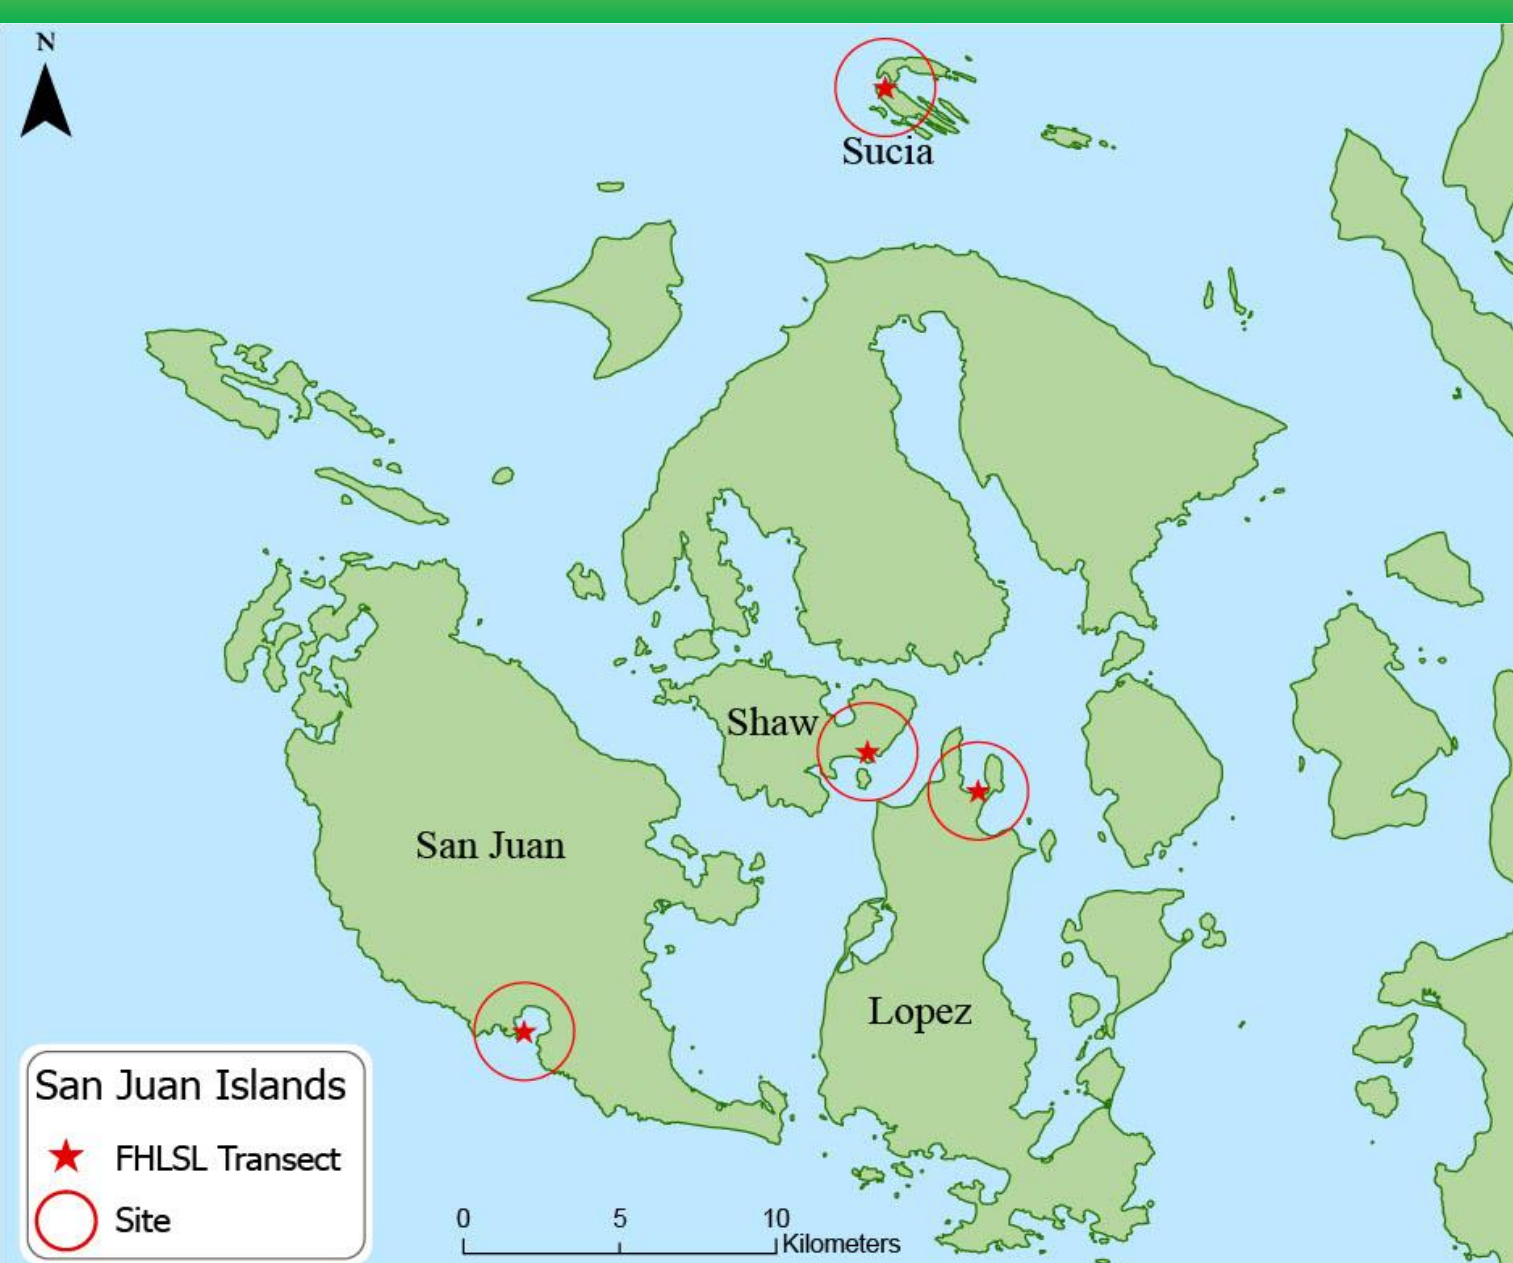 N
Sucia
Shaw
San Juan
Lopez
San Juan Islands
FHLSL Transect
Site
0 5 10
Kilometers